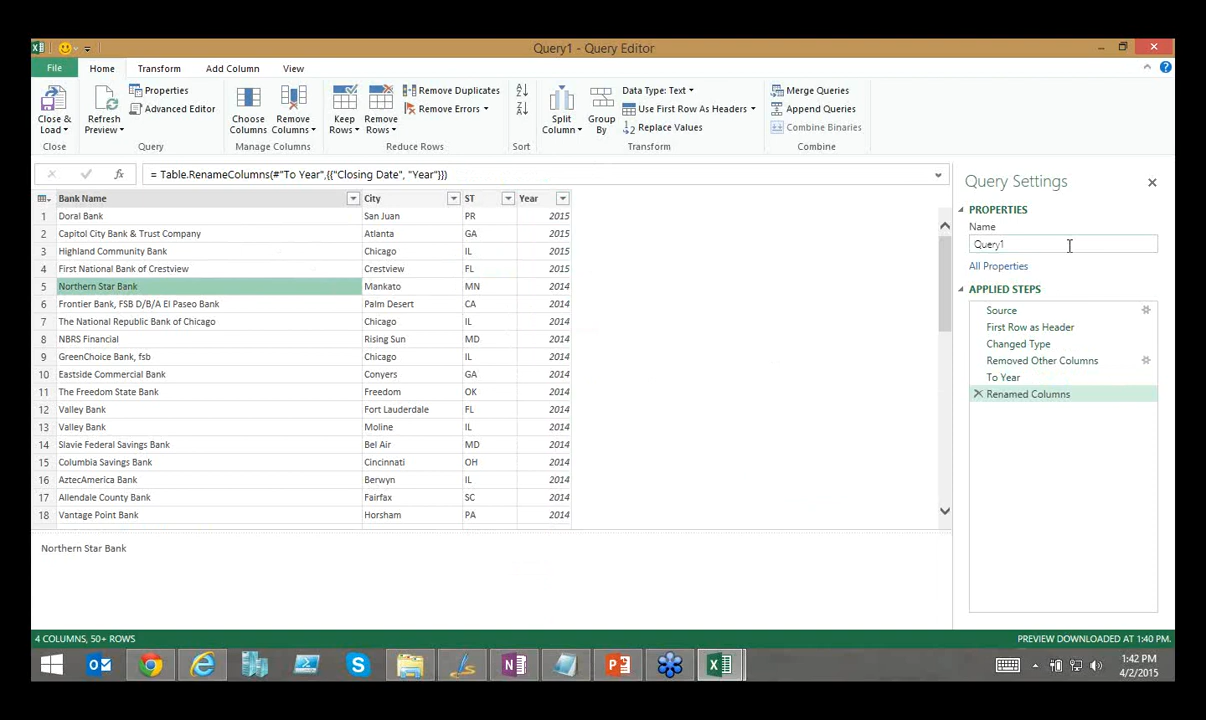 Query1 - Query Editor
File Home Transform Add Column View
Properties Remove Duplicates Data Type: Text Merge Queries
Advanced Editor Remove Errors Use First Row As Headers Append Queries
Close & Load Refresh Preview Choose Columns Remove Columns Keep Rows Remove Rows Split Column Group By Replace Values Combine Binaries
Close Query Manage Columns Reduce Rows Sort Transform Combine
fx = Table.RenameColumns(#"To Year",{{"Closing Date", "Year"}})
Bank Name City ST Year
1 Doral Bank San Juan PR 2015
2 Capitol City Bank & Trust Company Atlanta GA 2015
3 Highland Community Bank Chicago IL 2015
4 First National Bank of Crestview Crestview FL 2015
5 Northern Star Bank Mankato MN 2014
6 Frontier Bank, FSB D/B/A El Paseo Bank Palm Desert CA 2014
7 The National Republic Bank of Chicago Chicago IL 2014
8 NBRS Financial Rising Sun MD 2014
9 GreenChoice Bank, fsb Chicago IL 2014
10 Eastside Commercial Bank Conyers GA 2014
11 The Freedom State Bank Freedom OK 2014
12 Valley Bank Fort Lauderdale FL 2014
13 Valley Bank Moline IL 2014
14 Slavie Federal Savings Bank Bel Air MD 2014
15 Columbia Savings Bank Cincinnati OH 2014
16 AztecAmerica Bank Berwyn IL 2014
17 Allendale County Bank Fairfax SC 2014
18 Vantage Point Bank Horsham PA 2014
Northern Star Bank
Query Settings
PROPERTIES
Name
Query1
All Properties
APPLIED STEPS
Source
First Row as Header
Changed Type
Removed Other Columns
To Year
Renamed Columns
4 COLUMNS, 50+ ROWS PREVIEW DOWNLOADED AT 1:40 PM.
1:42 PM
4/2/2015